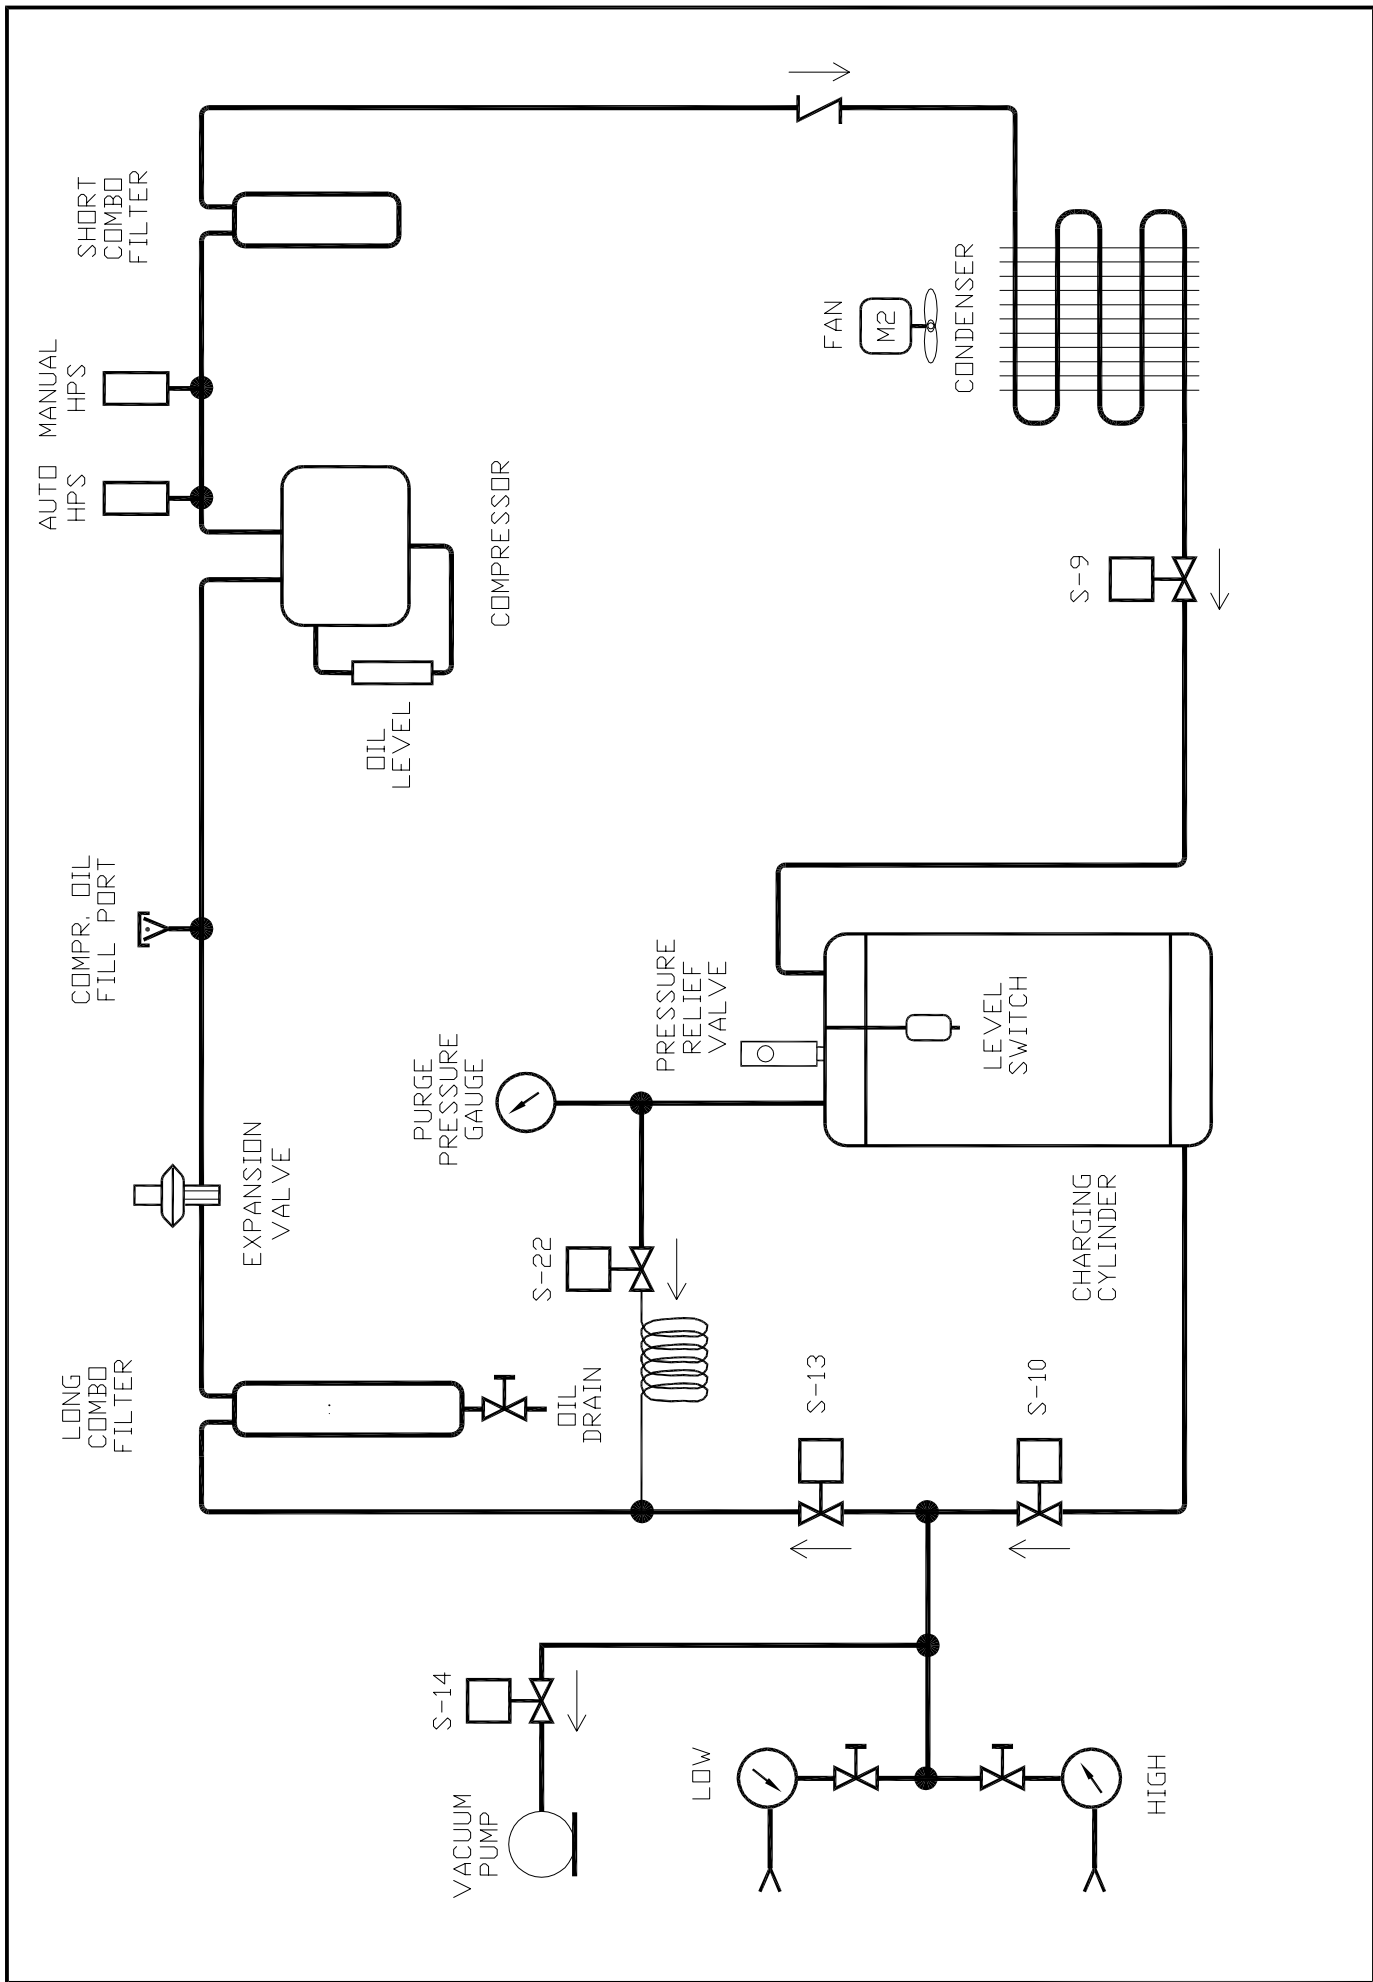 SHORT
COMBO
FILTER
MANUAL
HPS
AUTO
HPS
COMPRESSOR
OIL
LEVEL
COMPR. OIL
FILL PORT
EXPANSION
VALVE
LONG
COMBO
FILTER
OIL
DRAIN
FAN
M2
CONDENSER
S-9
PRESSURE
RELIEF
VALVE
PURGE
PRESSURE
GAUGE
LEVEL
SWITCH
CHARGING
CYLINDER
S-22
S-13
S-10
S-14
VACUUM
PUMP
LOW
HIGH